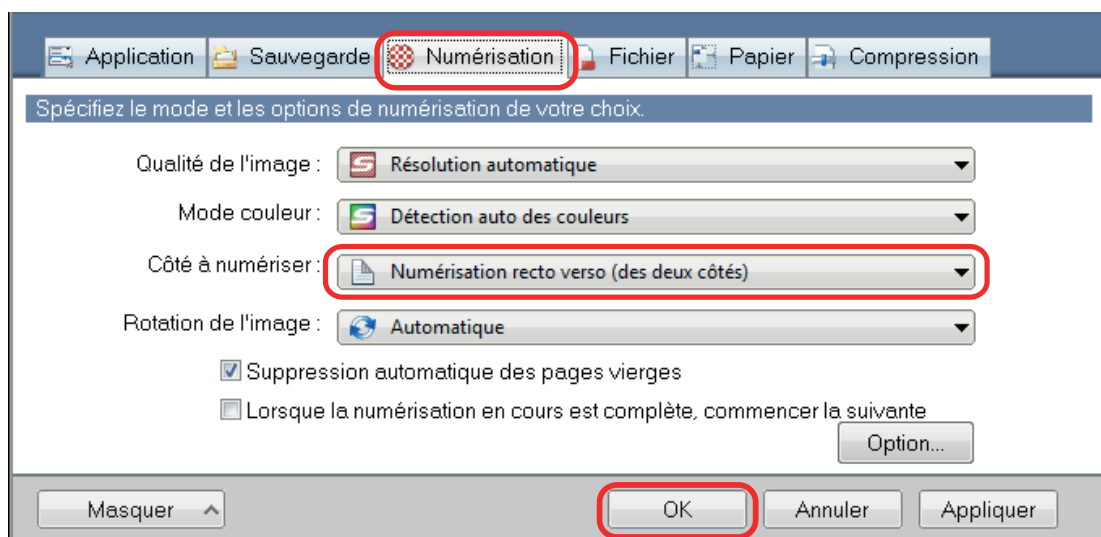 Application Sauvegarde Numérisation Fichier Papier Compression
Spécifiez le mode et les options de numérisation de votre choix.
Qualité de l'image : Résolution automatique
Mode couleur : Détection auto des couleurs
Côté à numériser : Numérisation recto verso (des deux côtés)
Rotation de l'image : Automatique
Suppression automatique des pages vierges
Lorsque la numérisation en cours est complète, commencer la suivante
Option...
Masquer OK Annuler Appliquer